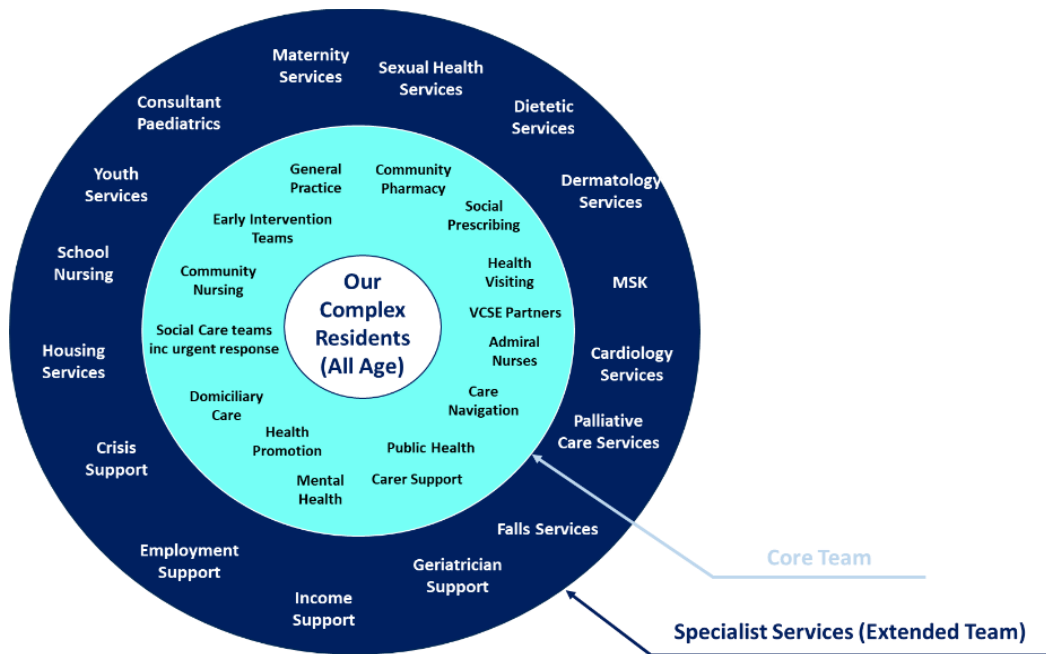 Maternity
Services
Sexual Health
Services
Dietetic
Services
Dermatology
Services
MSK
Cardiology
Services
Palliative
Care Services
Falls Services
Geriatrician
Support
Income
Support
Employment
Support
Crisis
Support
Housing
Services
School
Nursing
Youth
Services
Consultant
Paediatrics
General
Practice
Community
Pharmacy
Social
Prescribing
Health
Visiting
VCSE Partners
Admiral
Nurses
Care
Navigation
Public Health
Carer Support
Mental
Health
Health
Promotion
Domiciliary
Care
Social Care teams
inc urgent response
Community
Nursing
Early Intervention
Teams
Our
Complex
Residents
(All Age)
Core Team
Specialist Services (Extended Team)